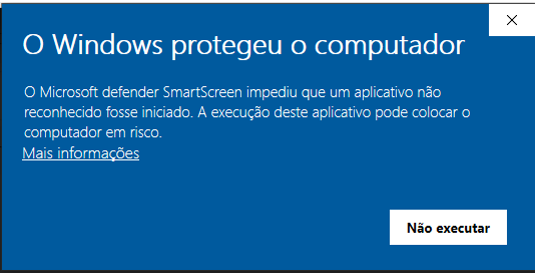 O Windows protegeu o computador
O Microsoft defender SmartScreen impediu que um aplicativo não
reconhecido fosse iniciado. A execução deste aplicativo pode colocar o
computador em risco.
Mais informações
Não executar